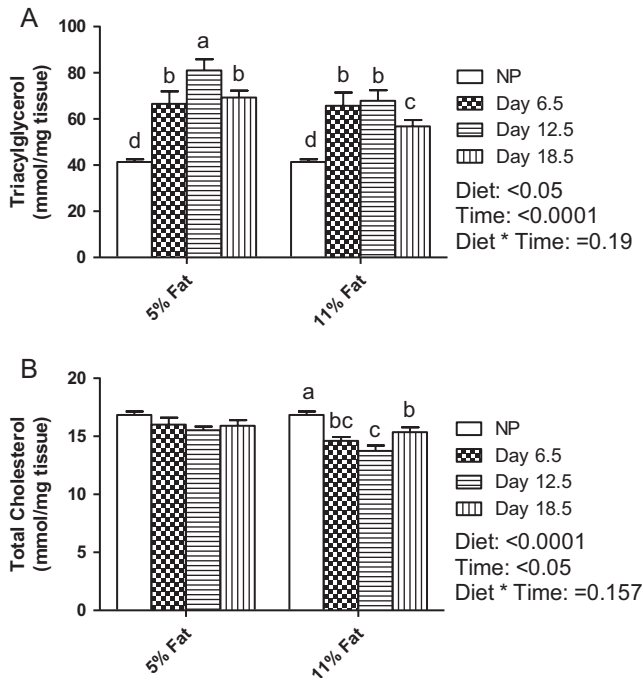 A
Triacylglycerol
(mmol/mg tissue)
100
80
60
40
20
0
d
b
a
b
d
b
b
c
5% Fat
11% Fat
NP
Day 6.5
Day 12.5
Day 18.5
Diet: <0.05
Time: <0.0001
Diet * Time: =0.19
B
Total Cholesterol
(mmol/mg tissue)
20
15
10
5
0
a
bc
c
b
5% Fat
11% Fat
NP
Day 6.5
Day 12.5
Day 18.5
Diet: <0.0001
Time: <0.05
Diet * Time: =0.157